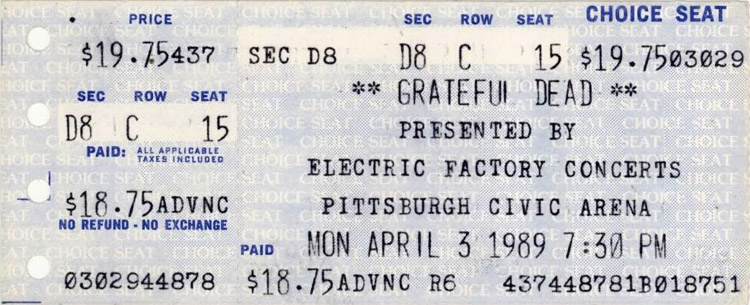 PRICE SEC ROW SEAT CHOICE SEAT
$19.75437 SEC D8 D8 C 15 $19.7503029
SEC ROW SEAT ** GRATEFUL DEAD **
D8 C 15 PRESENTED BY
PAID: ALL APPLICABLE TAXES INCLUDED
ELECTRIC FACTORY CONCERTS
$18.75ADVNC PITTSBURGH CIVIC ARENA
NO REFUND - NO EXCHANGE
PAID MON APRIL 3 1989 7:30 PM
0302944878 $18.75ADVNC R6 437448781B018751